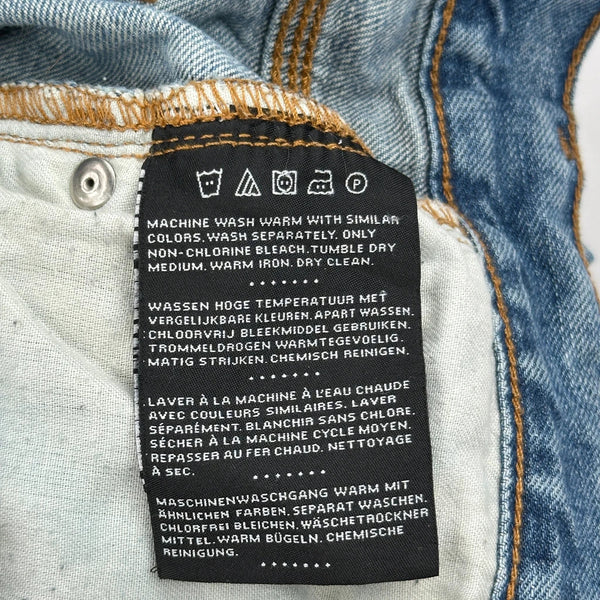 P
MACHINE WASH WARM WITH SIMILAR
COLORS. WASH SEPARATELY. ONLY
NON-CHLORINE BLEACH. TUMBLE DRY
MEDIUM. WARM IRON. DRY CLEAN.
WASSEN HOGE TEMPERATUUR MET
VERGELIJKBARE KLEUREN. APART WASSEN.
CHLOORVRIJ BLEEKMIDDEL GEBRUIKEN.
TROMMELDROGEN WARMTEGEVOELIG.
MATIG STRIJKEN. CHEMISCH REINIGEN.
LAVER À LA MACHINE À L'EAU CHAUDE
AVEC COULEURS SIMILAIRES. LAVER
SÉPARÉMENT. BLANCHIR SANS CHLORE.
SÉCHER À LA MACHINE CYCLE MOYEN.
REPASSER AU FER CHAUD. NETTOYAGE
À SEC.
MASCHINENWASCHGANG WARM MIT
ÄHNLICHEN FARBEN. SEPARAT WASCHEN.
CHLORFREI BLEICHEN. WÄSCHETROCKNER
MITTEL. WARM BÜGELN. CHEMISCHE
REINIGUNG.